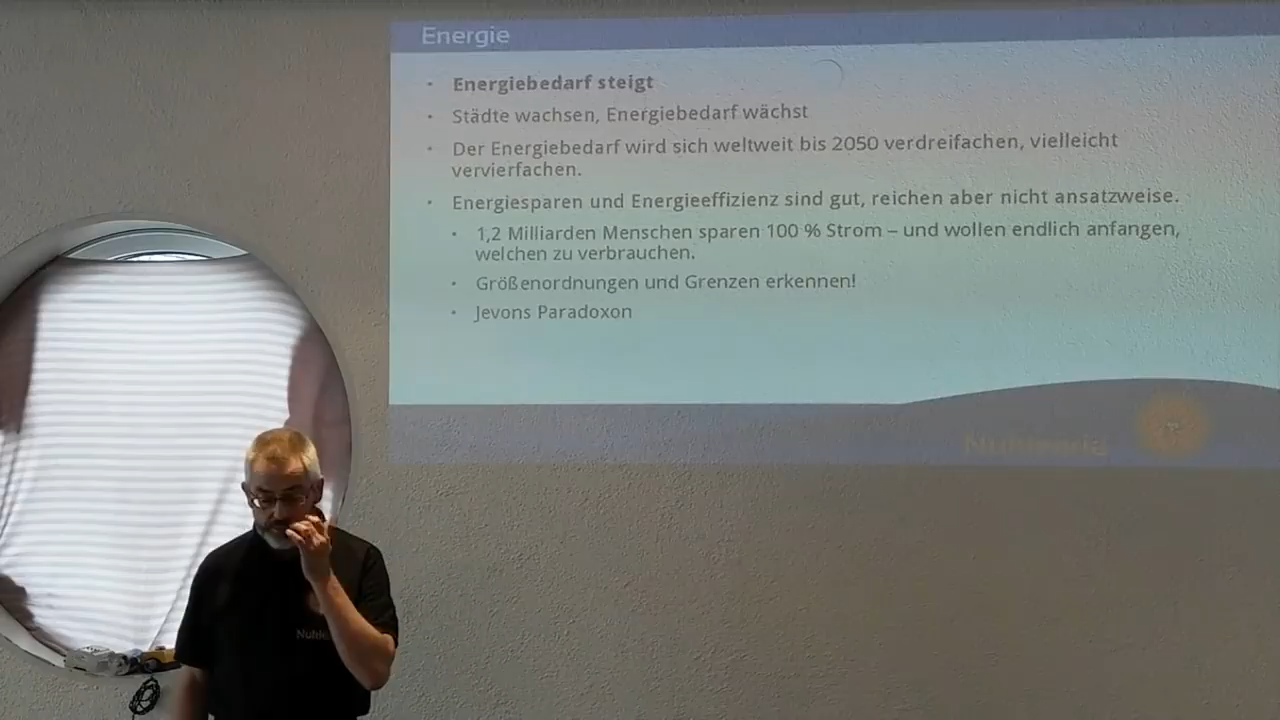 Energie
Energiebedarf steigt
Städte wachsen, Energiebedarf wächst
Der Energiebedarf wird sich weltweit bis 2050 verdreifachen, vielleicht
vervierfachen.
Energiesparen und Energieeffizienz sind gut, reichen aber nicht ansatzweise.
1,2 Milliarden Menschen sparen 100 % Strom – und wollen endlich anfangen,
welchen zu verbrauchen.
Größenordnungen und Grenzen erkennen!
Jevons Paradoxon